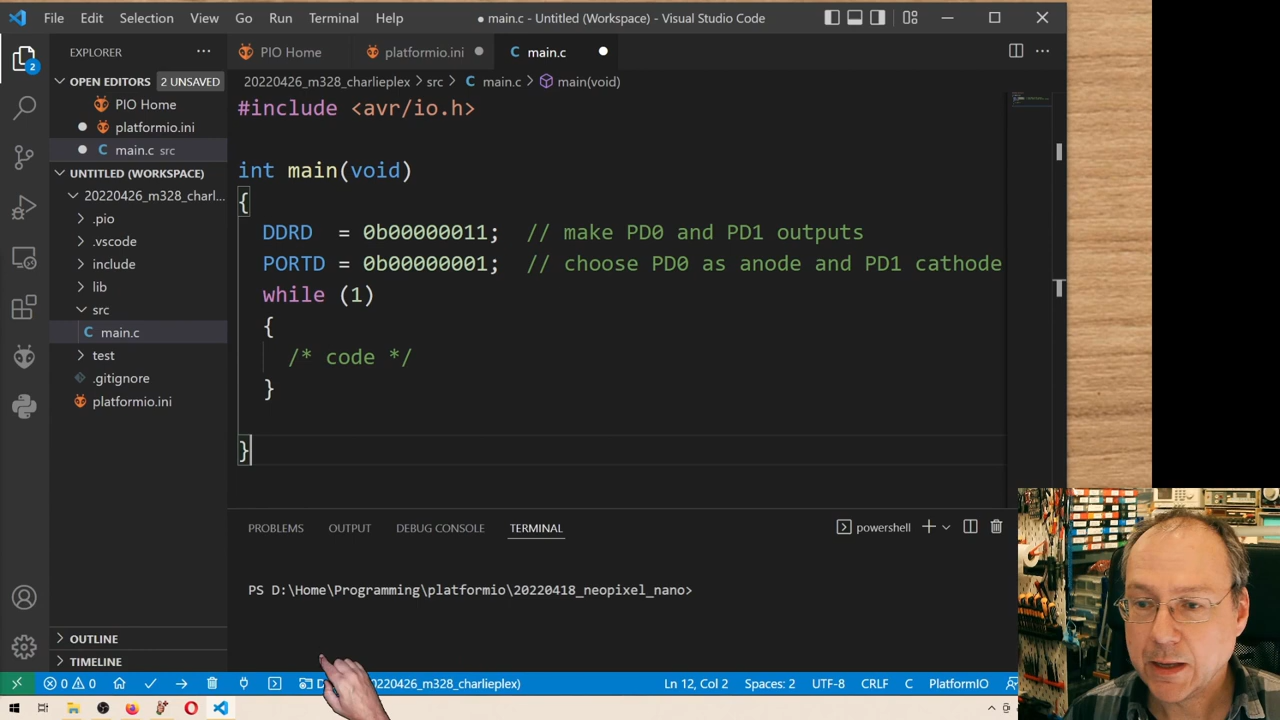 File Edit Selection View Go Run Terminal Help
● main.c - Untitled (Workspace) - Visual Studio Code
EXPLORER
PIO Home
platformio.ini
main.c
2
OPEN EDITORS 2 UNSAVED
20220426_m328_charlieplex > src > C main.c > main(void)
PIO Home
platformio.ini
C main.c src
UNTITLED (WORKSPACE)
20220426_m328_charl...
.pio
.vscode
include
lib
src
C main.c
test
.gitignore
platformio.ini
OUTLINE
TIMELINE
#include <avr/io.h>
int main(void)
{
DDRD = 0b00000011; // make PD0 and PD1 outputs
PORTD = 0b00000001; // choose PD0 as anode and PD1 cathode
while (1)
{
/* code */
}
}
PROBLEMS OUTPUT DEBUG CONSOLE TERMINAL
powershell
PS D:\Home\Programming\platformio\20220418_neopixel_nano>
0 0 20220426_m328_charlieplex) Ln 12, Col 2 Spaces: 2 UTF-8 CRLF C PlatformIO